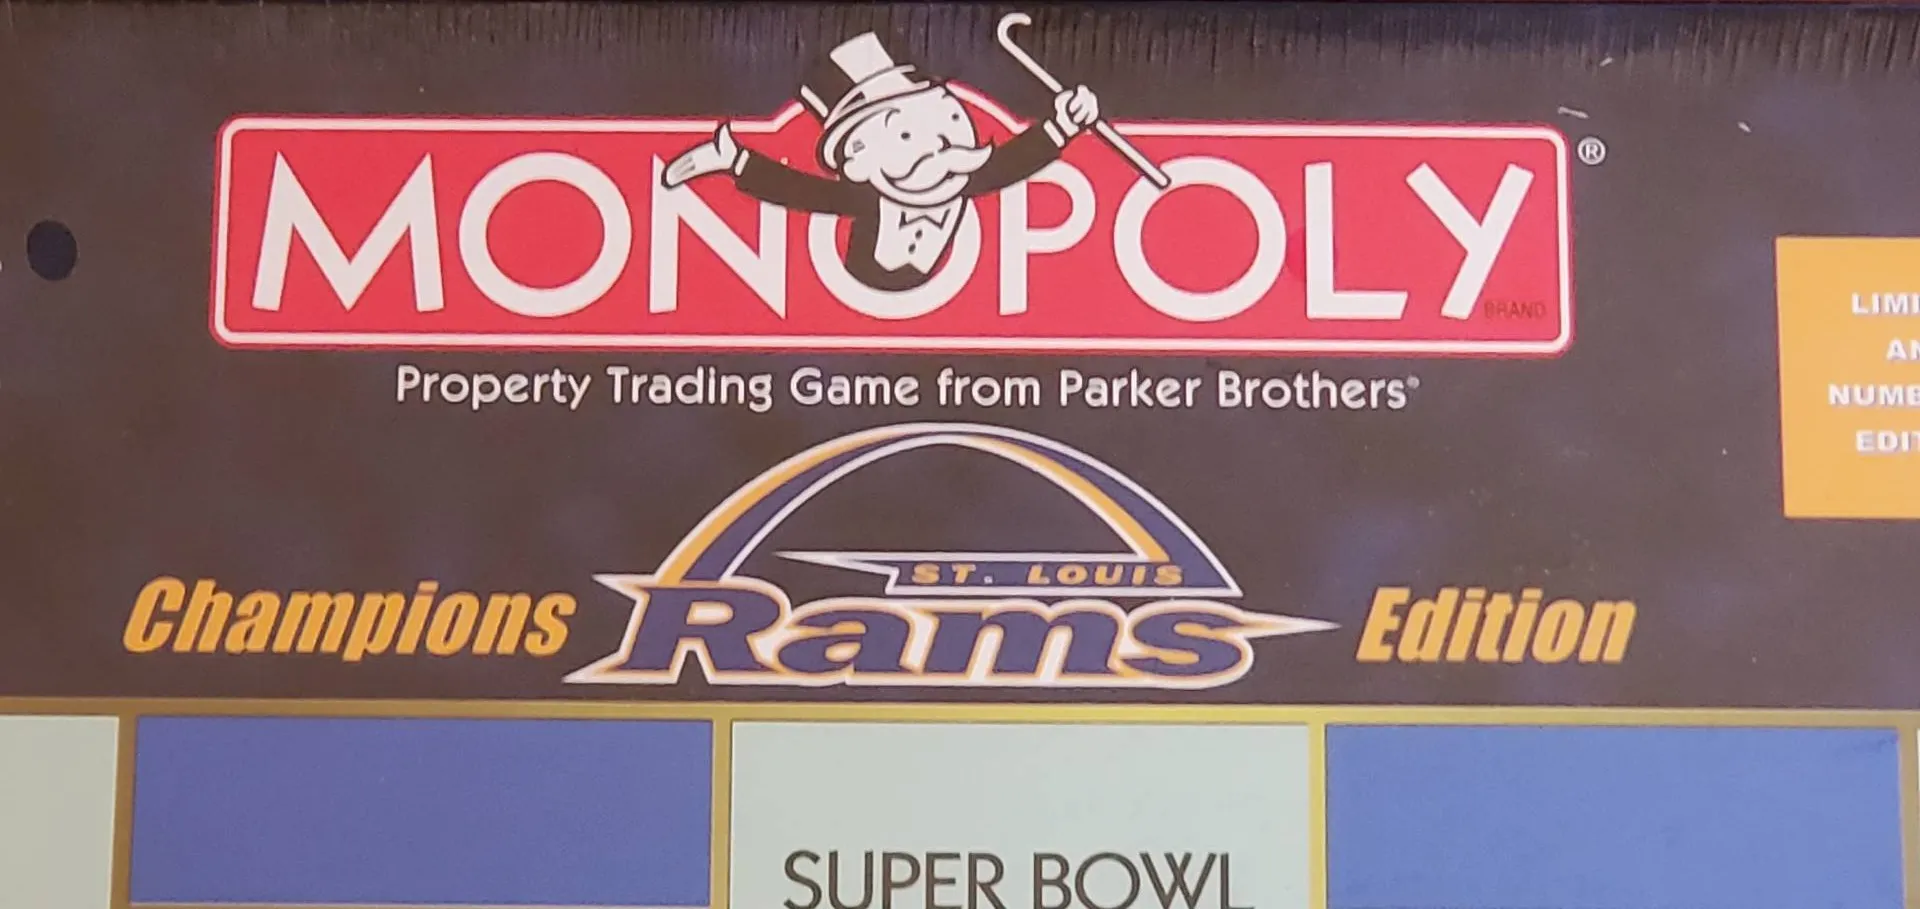 MONOPOLY®
BRAND
Property Trading Game from Parker Brothers®
ST. LOUIS
Champions Rams Edition
SUPER BOWL